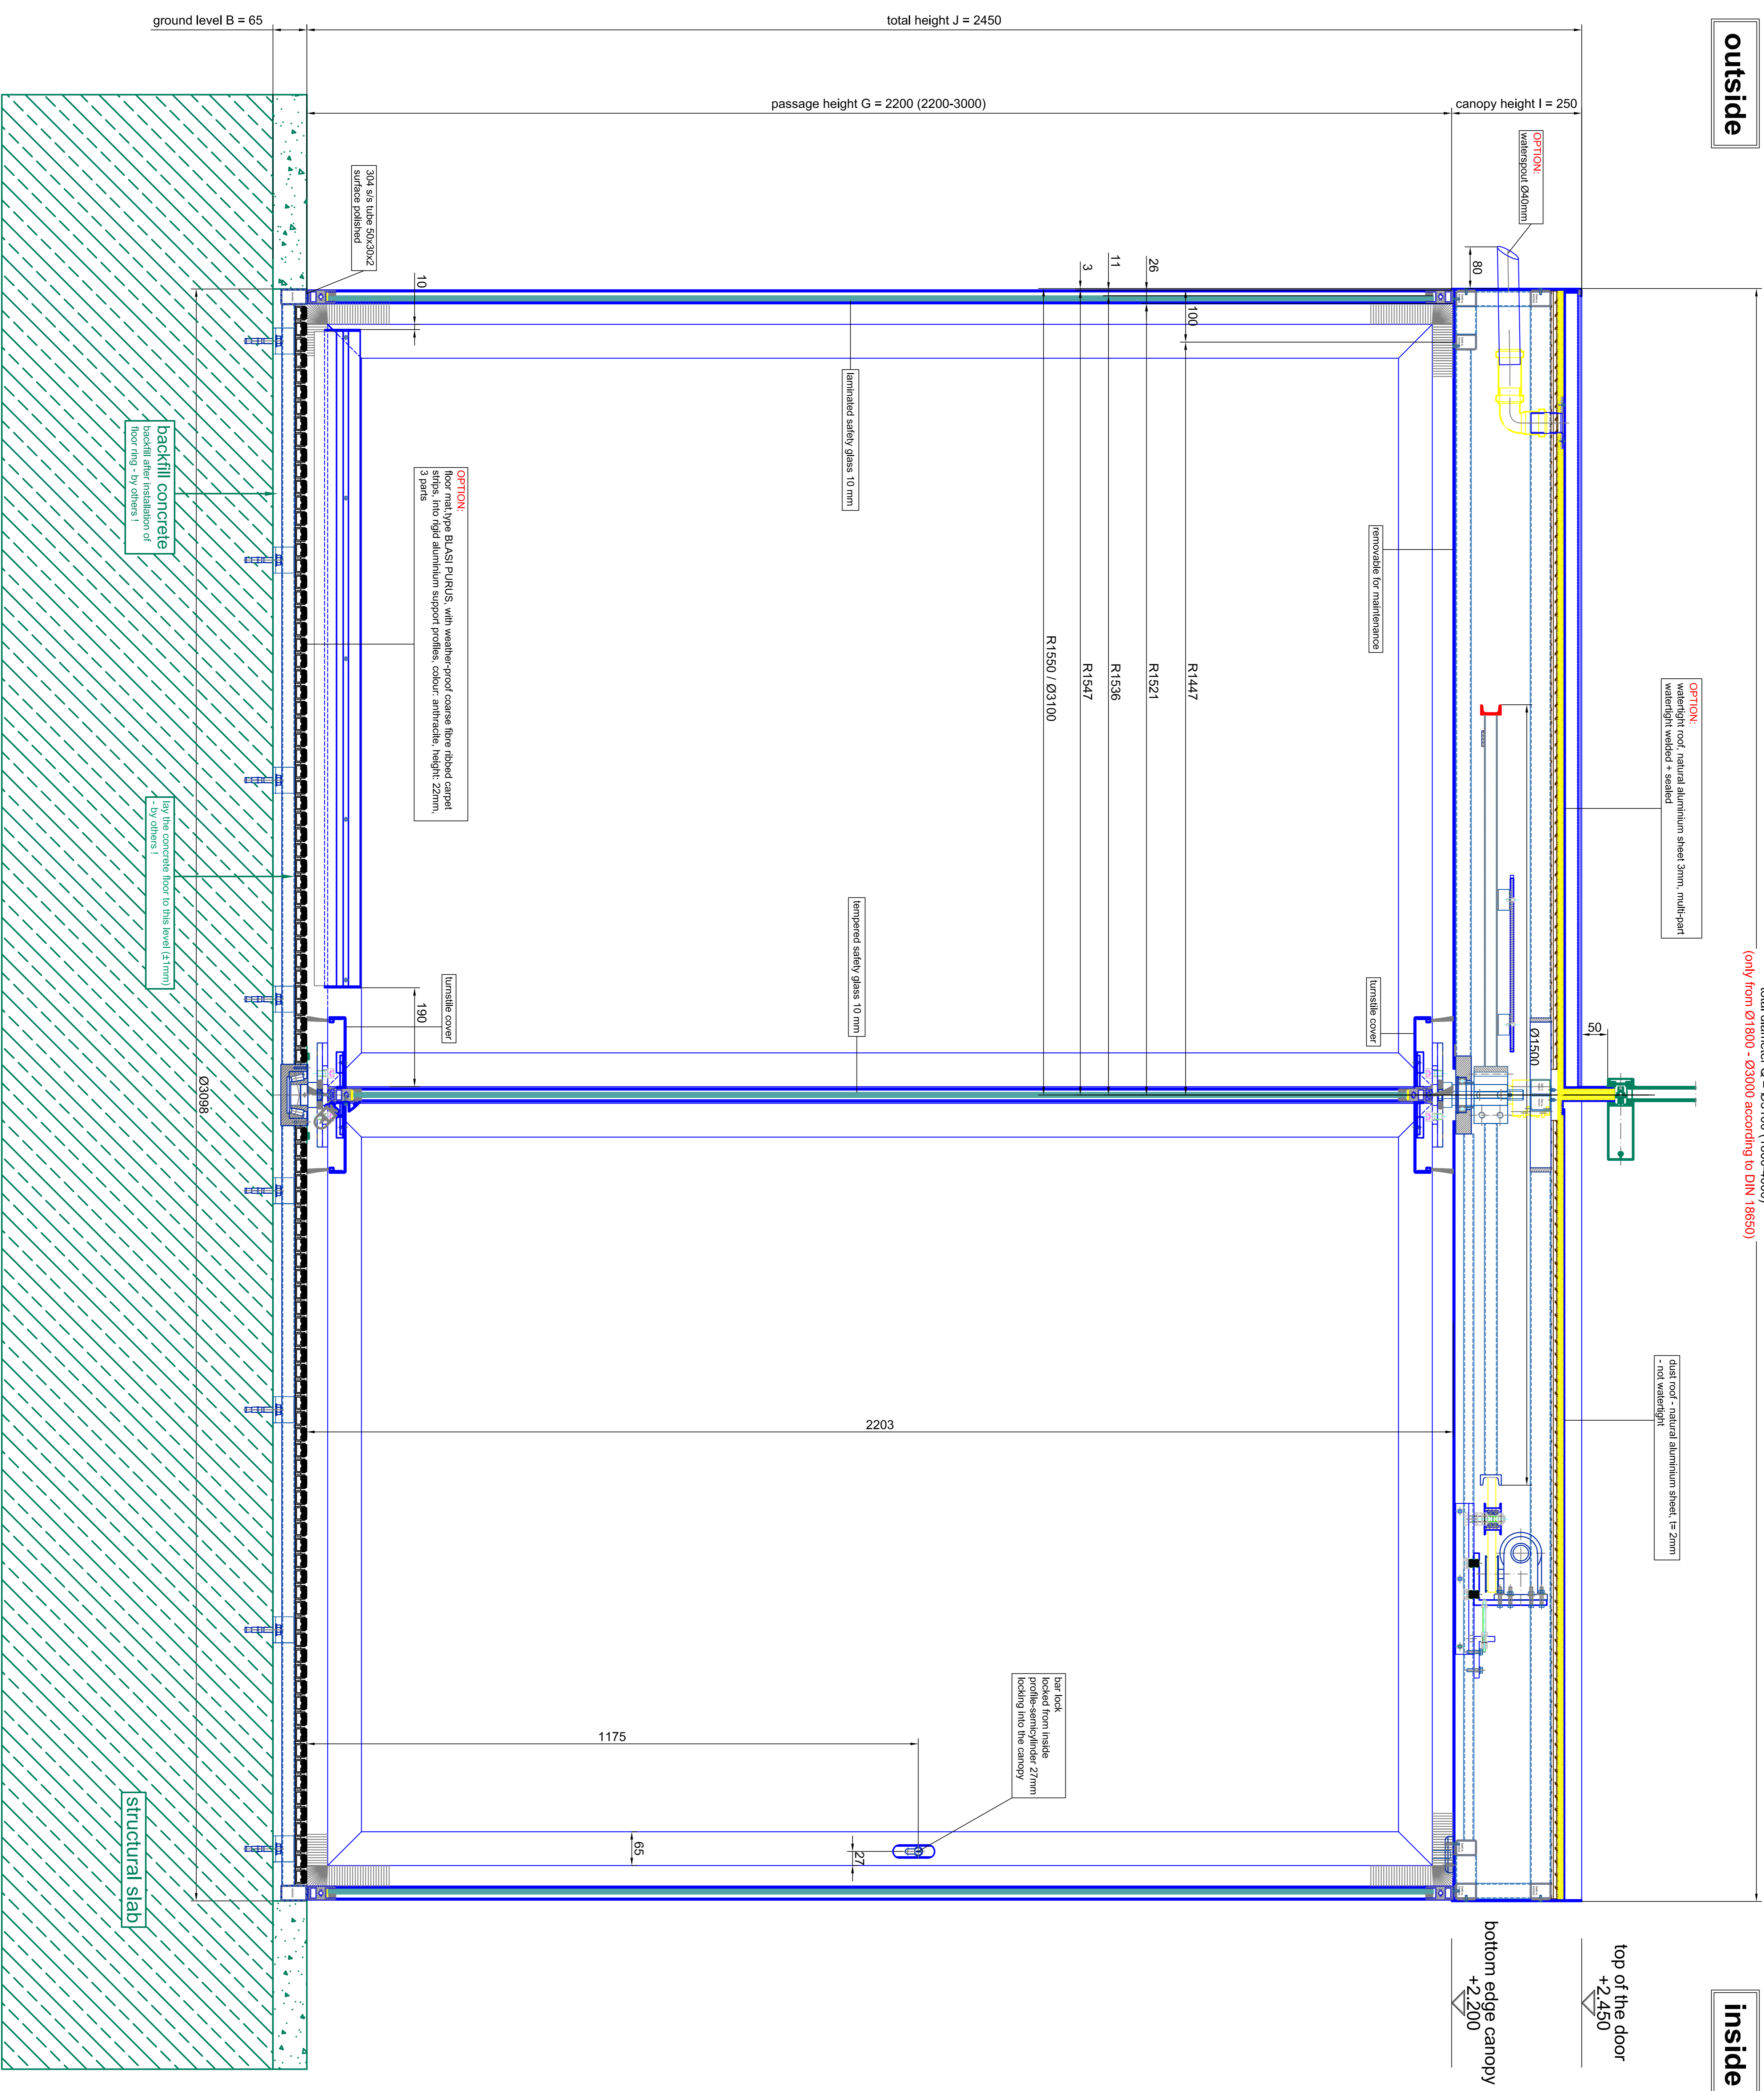 outside
inside
total diameter Q = Ø3100 (1800-4800)
(only from Ø1800 - Ø3000 according to DIN 18650)
ground level B = 65
total height J = 2450
passage height G = 2200 (2200-3000)
canopy height I = 250
OPTION:
waterspout Ø40mm
80
OPTION:
watertight roof, natural aluminium sheet 3mm, multi-part
watertight welded + sealed
dust roof - natural aluminium sheet, t= 2mm
- not watertight
50
Ø1500
top of the door
+2.450
bottom edge canopy
+2.200
removable for maintenance
turnstile cover
100
R1447
26
R1521
11
R1536
3
R1547
R1550 / Ø3100
bar lock
locked from inside
profile-semicylinder 27mm
locking into the canopy
laminated safety glass 10 mm
tempered safety glass 10 mm
2203
1175
27
65
304 s/s tube 50x30x2
surface polished
10
OPTION:
floor mat,type BLASI PURUS, with weather-proof coarse fibre ribbed carpet
strips, into rigid aluminium support profiles, colour: anthracite, height: 22mm,
3 parts
turnstile cover
190
Ø3098
backfill concrete
backfill after installation of
floor ring - by others !
lay the concrete floor to this level (±1mm)
- by others !
structural slab